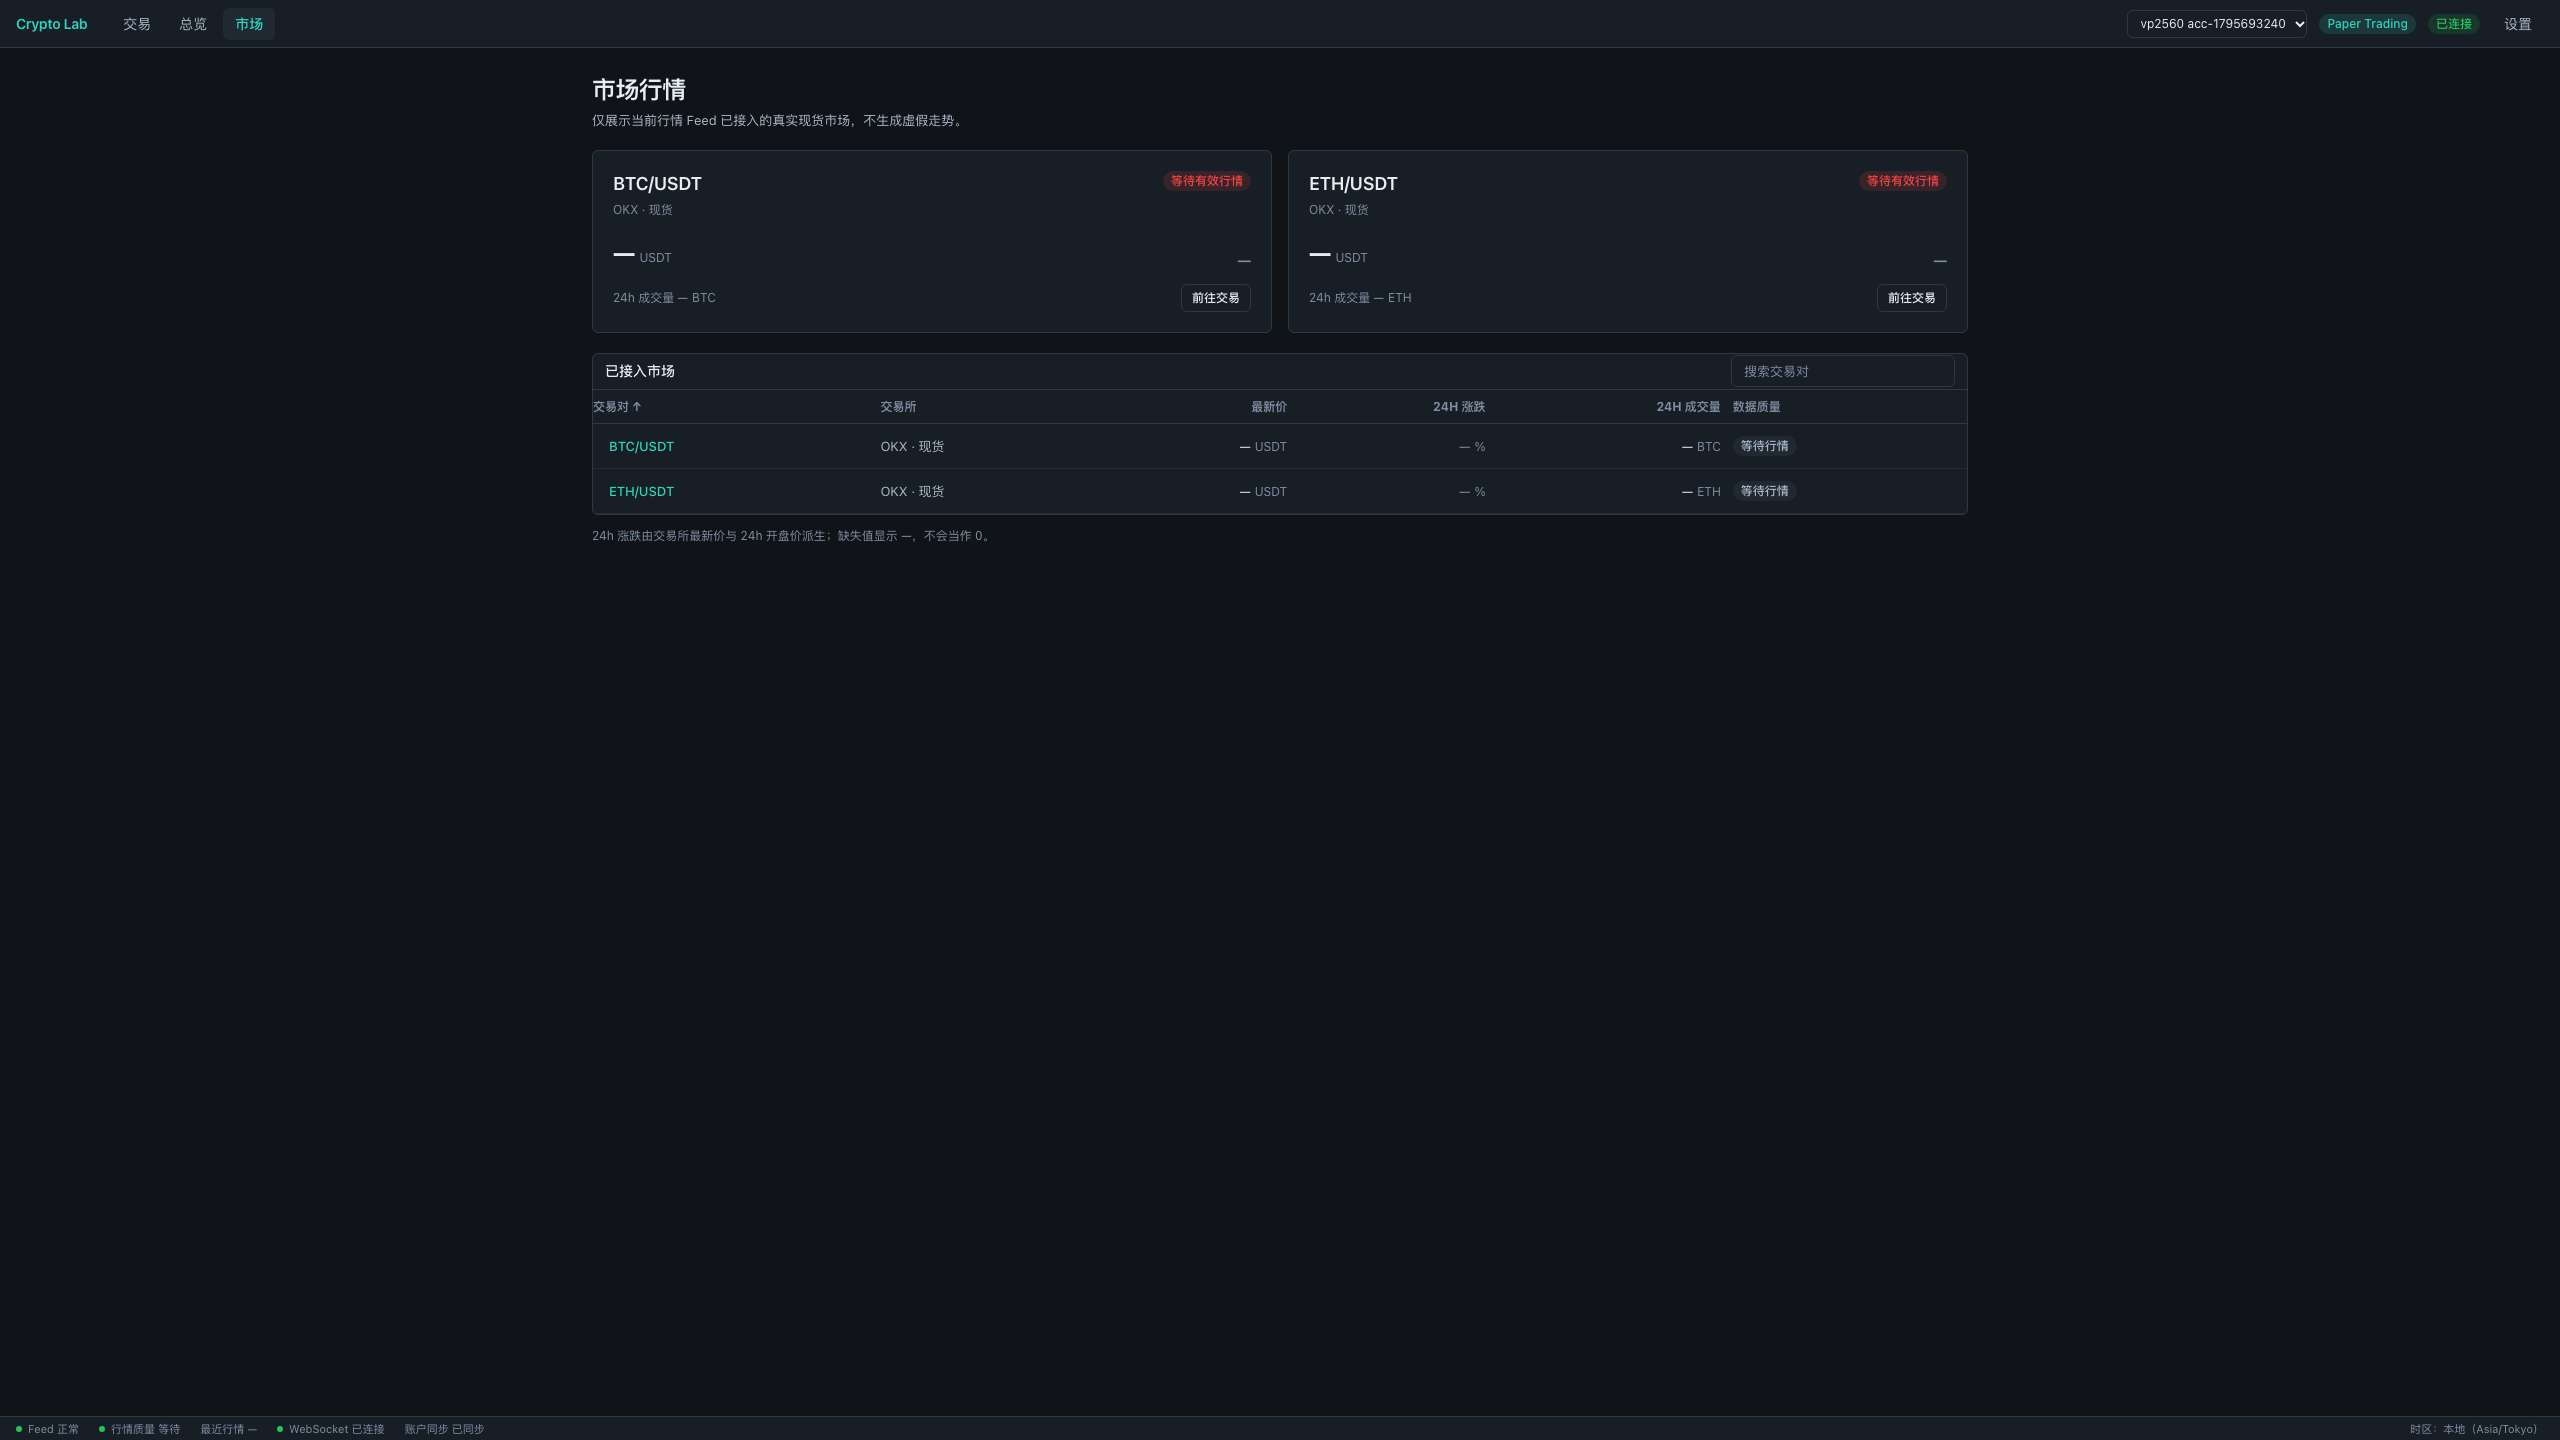 Crypto Lab 交易 总览 市场 vp2560 acc-1795693240 Paper Trading 已连接 设置
市场行情
仅展示当前行情 Feed 已接入的真实现货市场，不生成虚假走势。
BTC/USDT 等待有效行情
OKX · 现货
— USDT —
24h 成交量 — BTC 前往交易
ETH/USDT 等待有效行情
OKX · 现货
— USDT —
24h 成交量 — ETH 前往交易
已接入市场 搜索交易对
交易对 ↑ 交易所 最新价 24H 涨跌 24H 成交量 数据质量
BTC/USDT OKX · 现货 — USDT — % — BTC 等待行情
ETH/USDT OKX · 现货 — USDT — % — ETH 等待行情
24h 涨跌由交易所最新价与 24h 开盘价派生；缺失值显示 —，不会当作 0。
Feed 正常 行情质量 等待 最近行情 — WebSocket 已连接 账户同步 已同步 时区：本地（Asia/Tokyo）